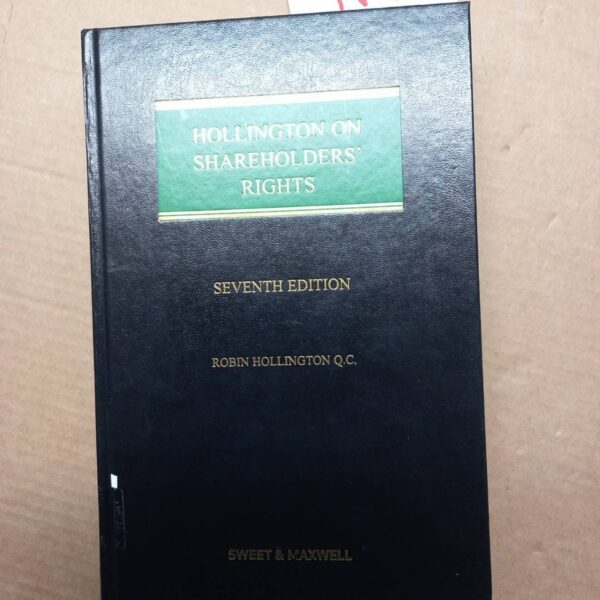 HOLLINGTON ON
SHAREHOLDERS'
RIGHTS
SEVENTH EDITION
ROBIN HOLLINGTON Q.C.
SWEET & MAXWELL